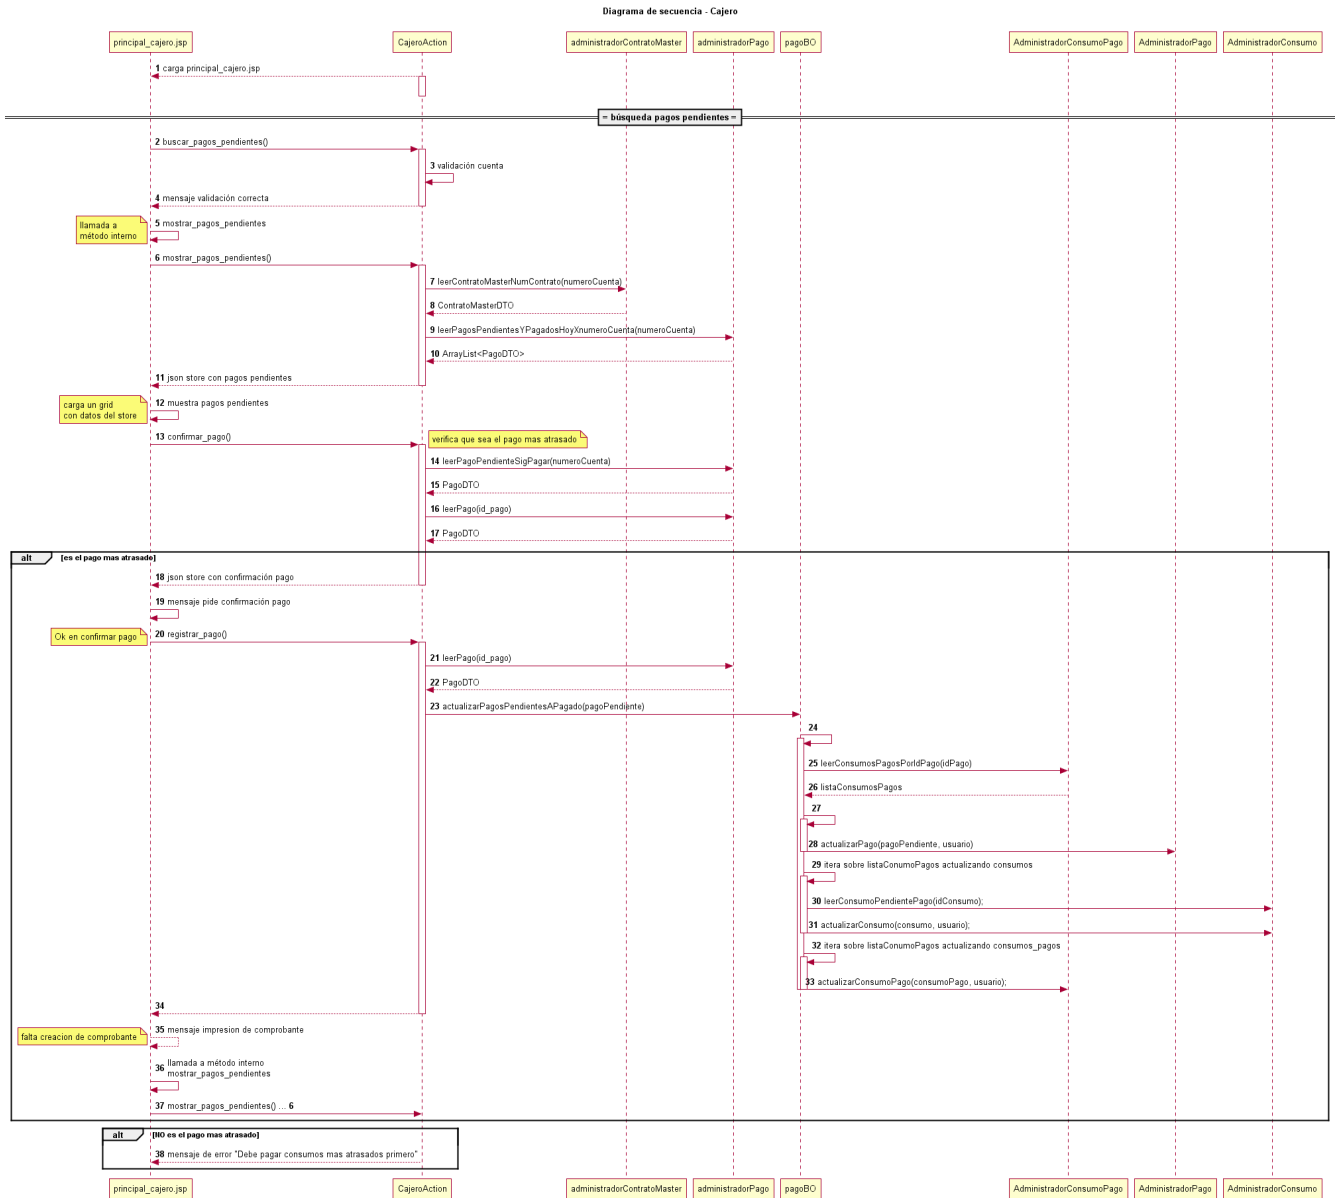 Diagrama de secuencia - Cajero
principal_cajero.jsp
CajeroAction
administradorContratoMaster
administradorPago
pagoBO
AdministradorConsumoPago
AdministradorPago
AdministradorConsumo
1 carga principal_cajero.jsp
= búsqueda pagos pendientes =
2 buscar_pagos_pendientes()
3 validación cuenta
4 mensaje validación correcta
llamada a
método interno
5 mostrar_pagos_pendientes
6 mostrar_pagos_pendientes()
7 leerContratoMasterNumContrato(numeroCuenta)
8 ContratoMasterDTO
9 leerPagosPendientesYPagadosHoyXnumeroCuenta(numeroCuenta)
10 ArrayList<PagoDTO>
11 json store con pagos pendientes
carga un grid
con datos del store
12 muestra pagos pendientes
13 confirmar_pago()
verifica que sea el pago mas atrasado
14 leerPagoPendienteSigPagar(numeroCuenta)
15 PagoDTO
16 leerPago(id_pago)
17 PagoDTO
alt [es el pago mas atrasado]
18 json store con confirmación pago
19 mensaje pide confirmación pago
Ok en confirmar pago
20 registrar_pago()
21 leerPago(id_pago)
22 PagoDTO
23 actualizarPagosPendientesAPagado(pagoPendiente)
24
25 leerConsumosPagosPorIdPago(idPago)
26 listaConsumosPagos
27
28 actualizarPago(pagoPendiente, usuario)
29 itera sobre listaConumoPagos actualizando consumos
30 leerConsumoPendientePago(idConsumo);
31 actualizarConsumo(consumo, usuario);
32 itera sobre listaConumoPagos actualizando consumos_pagos
33 actualizarConsumoPago(consumoPago, usuario);
34
falta creacion de comprobante
35 mensaje impresion de comprobante
36 llamada a método interno
mostrar_pagos_pendientes
37 mostrar_pagos_pendientes() ... 6
alt [NO es el pago mas atrasado]
38 mensaje de error "Debe pagar consumos mas atrasados primero"
principal_cajero.jsp
CajeroAction
administradorContratoMaster
administradorPago
pagoBO
AdministradorConsumoPago
AdministradorPago
AdministradorConsumo